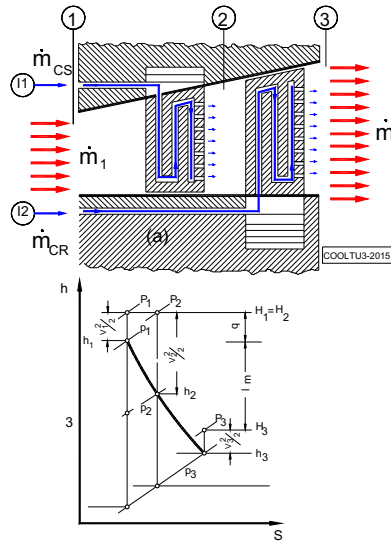 1 2 3
ṁCS
I1
ṁ1
ṁ
I2
ṁCR
(a)
COOLTU3-2015
h
P1 P2
H1=H2
V1²/2
q
p1
h1
V2²/2
l m
h2
3
p2
P3
H3
V3²/2
h3
p3
S